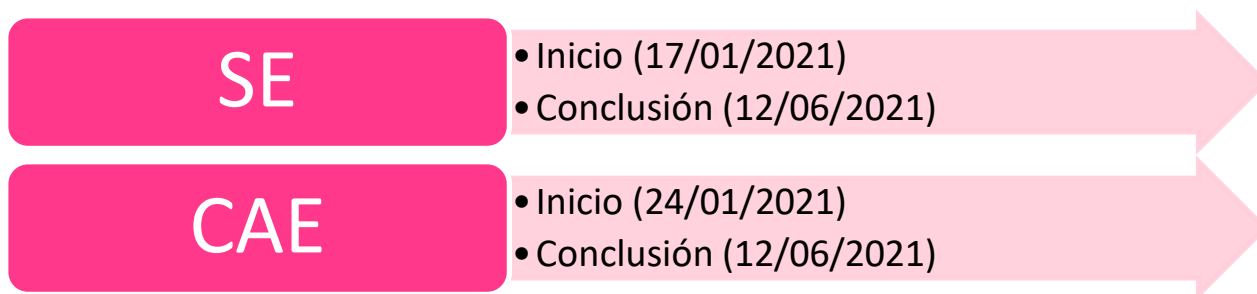 SE
• Inicio (17/01/2021)
• Conclusión (12/06/2021)
CAE
• Inicio (24/01/2021)
• Conclusión (12/06/2021)